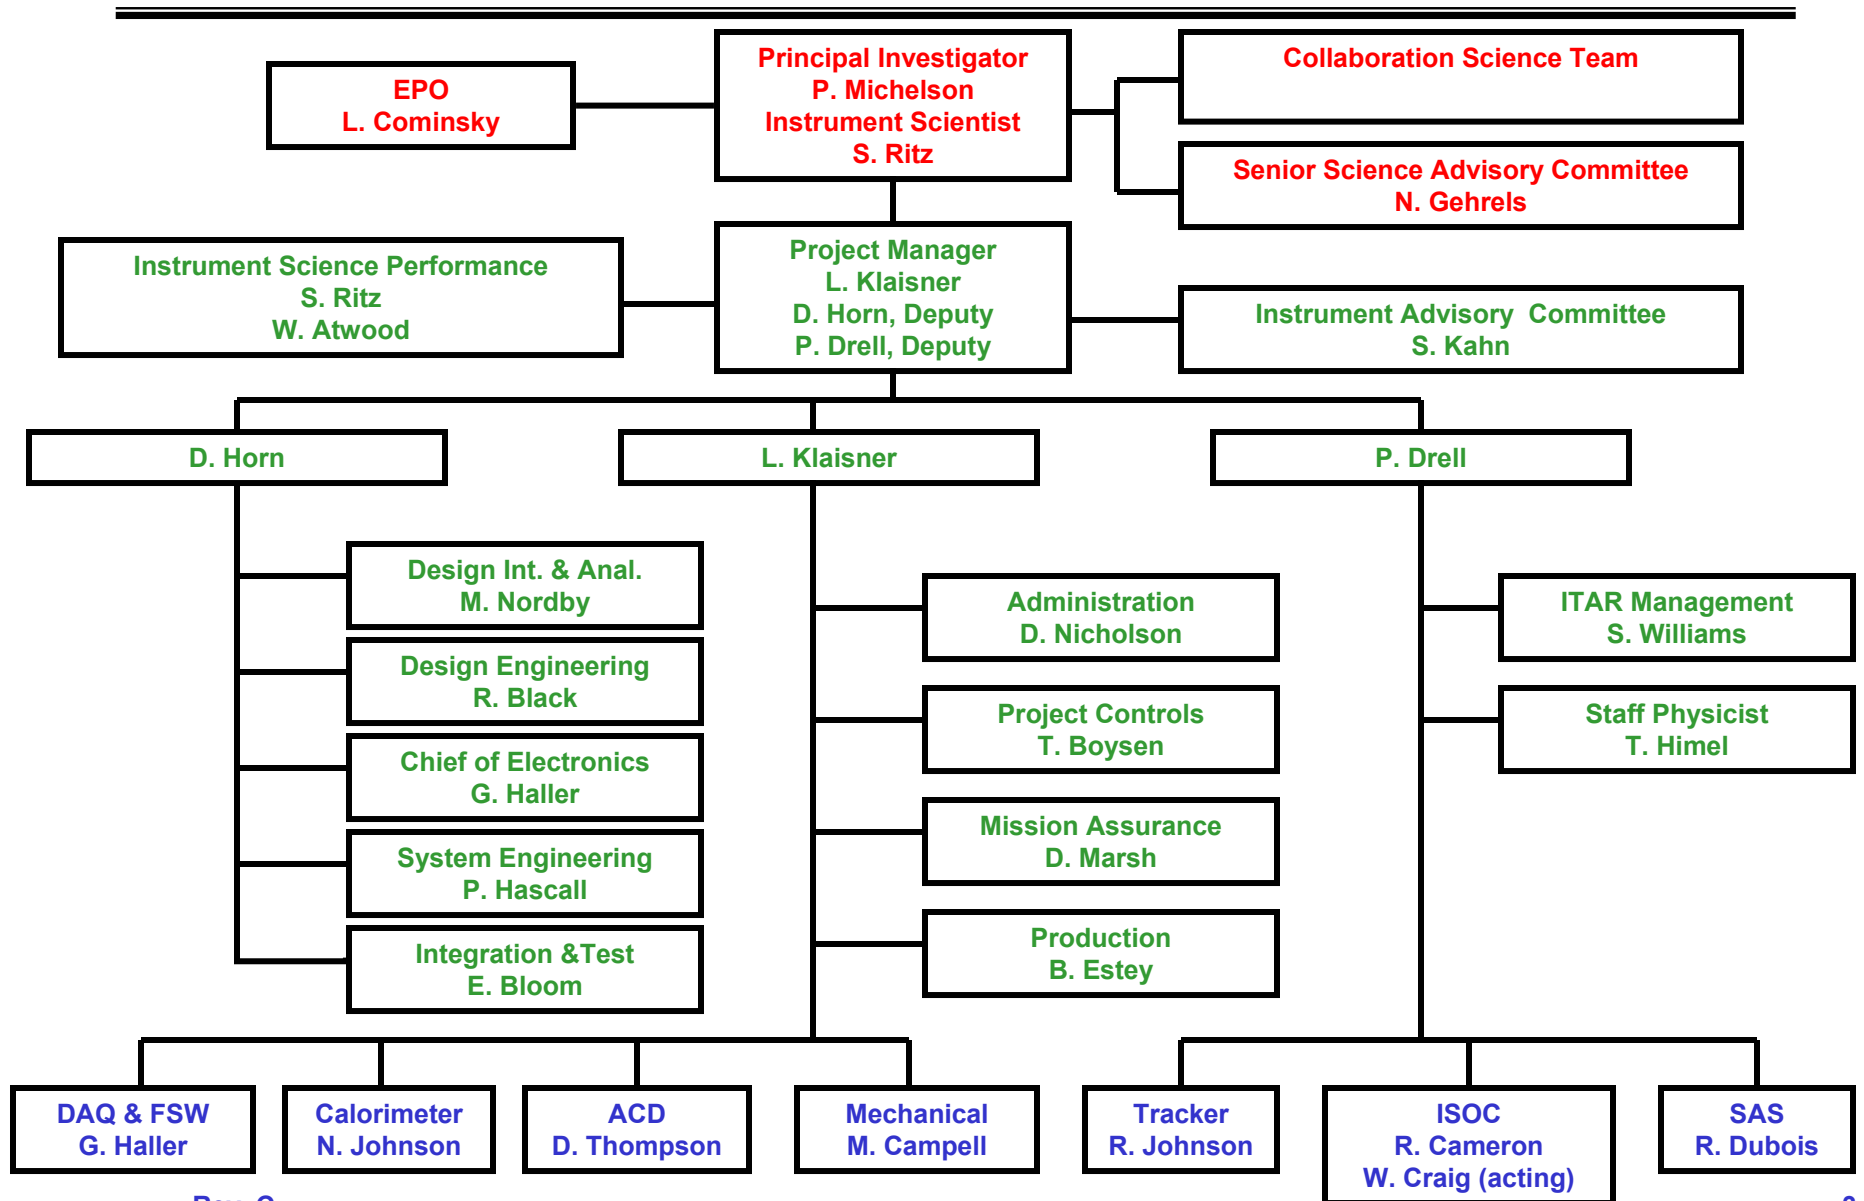 Principal Investigator
P. Michelson
Instrument Scientist
S. Ritz
EPO
L. Cominsky
Collaboration Science Team
Senior Science Advisory Committee
N. Gehrels
Instrument Science Performance
S. Ritz
W. Atwood
Project Manager
L. Klaisner
D. Horn, Deputy
P. Drell, Deputy
Instrument Advisory  Committee
S. Kahn
D. Horn
L. Klaisner
P. Drell
Design Int. & Anal.
M. Nordby
Design Engineering
R. Black
Chief of Electronics
G. Haller
System Engineering
P. Hascall
Integration &Test
E. Bloom
Administration
D. Nicholson
Project Controls
T. Boysen
Mission Assurance
D. Marsh
Production
B. Estey
ITAR Management
S. Williams
Staff Physicist
T. Himel
DAQ & FSW
G. Haller
Calorimeter
N. Johnson
ACD
D. Thompson
Mechanical
M. Campell
Tracker
R. Johnson
ISOC
R. Cameron
W. Craig (acting)
SAS
R. Dubois